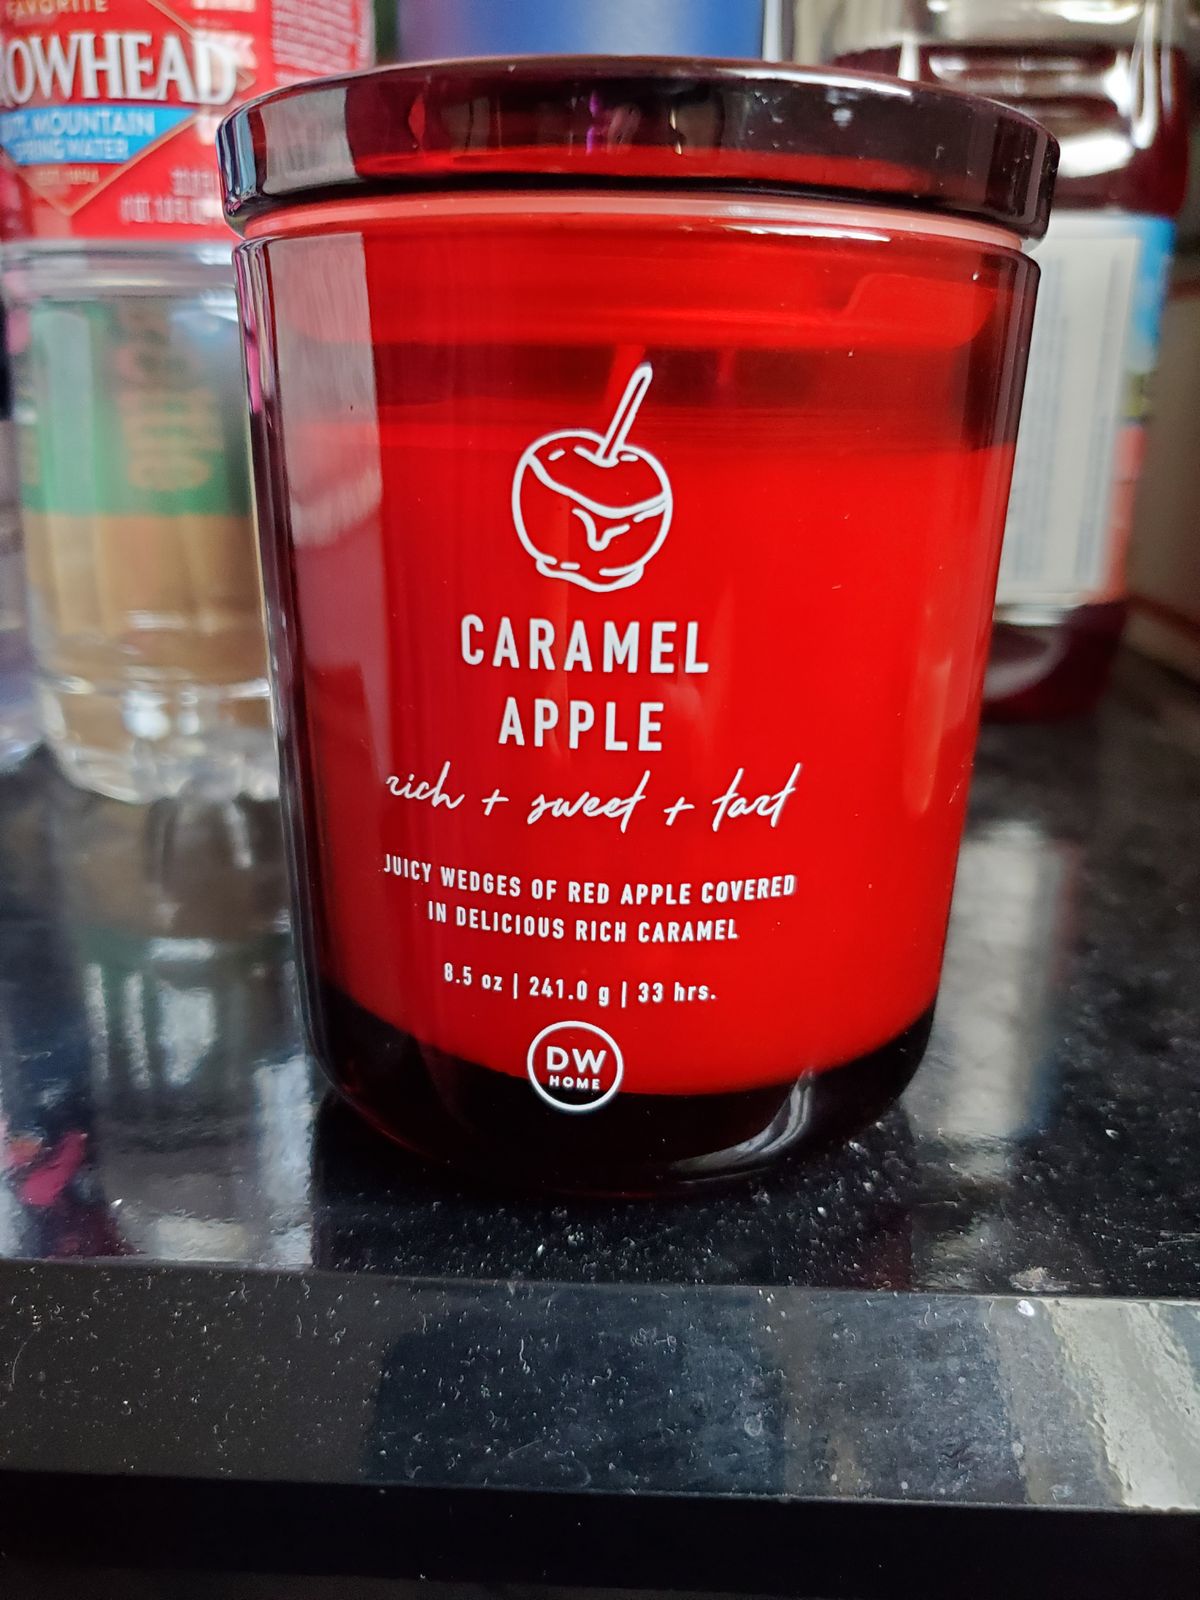 FAVORITE
ROWHEAD
MOUNTAIN
SPRING WATER
CARAMEL
APPLE
rich + sweet + tart
JUICY WEDGES OF RED APPLE COVERED
IN DELICIOUS RICH CARAMEL
8.5 oz | 241.0 g | 33 hrs.
DW
HOME